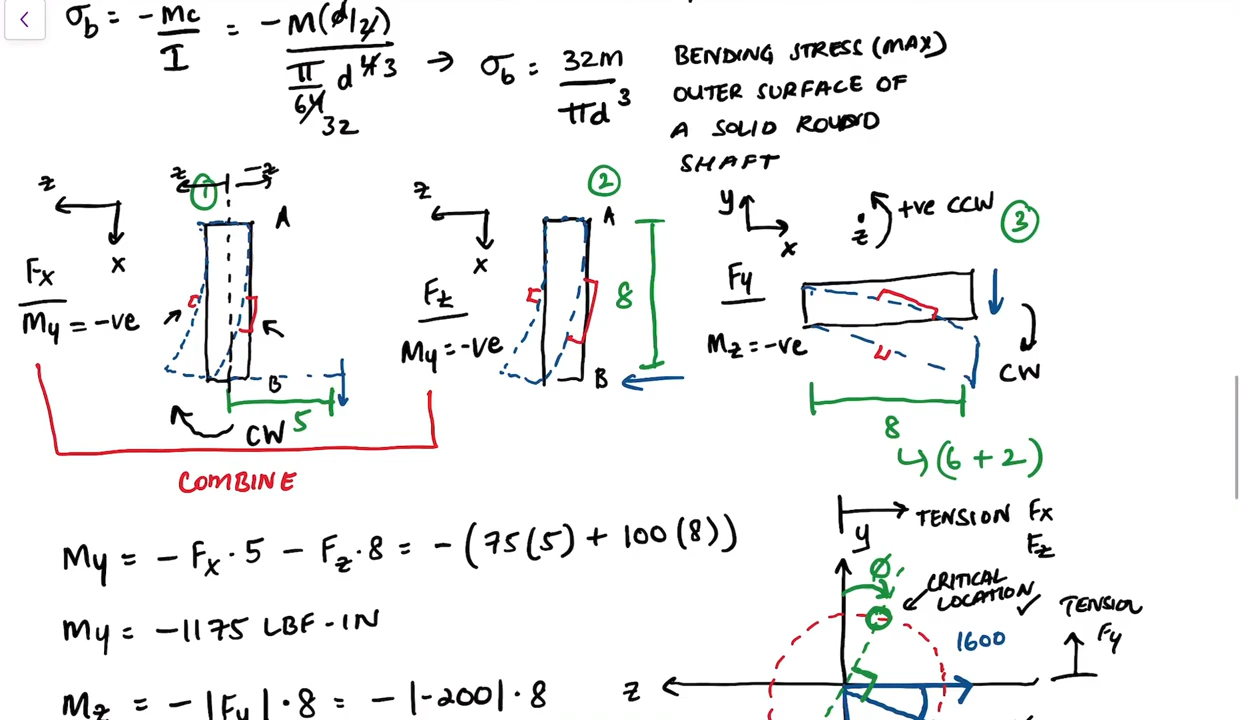 σb = -Mc/I = -M(d/2) / (π/64 d^4 3) 32 → σb = 32M/πd³
BENDING STRESS (MAX)
OUTER SURFACE OF
A SOLID ROUND
SHAFT
z
x
z
-z
①
A
Fx
My = -ve
B
5
CW
z
x
②
A
Fz
My = -ve
8
B
COMBINE
y
x
z
+ve CCW
③
Fy
Mz = -ve
CW
8
↳ (6 + 2)
My = - Fx · 5 - Fz · 8 = - (75(5) + 100(8))
My = -1175 LBF-IN
Mz = - |Fy| · 8 = - |-200| · 8
TENSION Fx
Fz
y
Ø
CRITICAL
LOCATION
✓
TENSION
Fy
1600
z